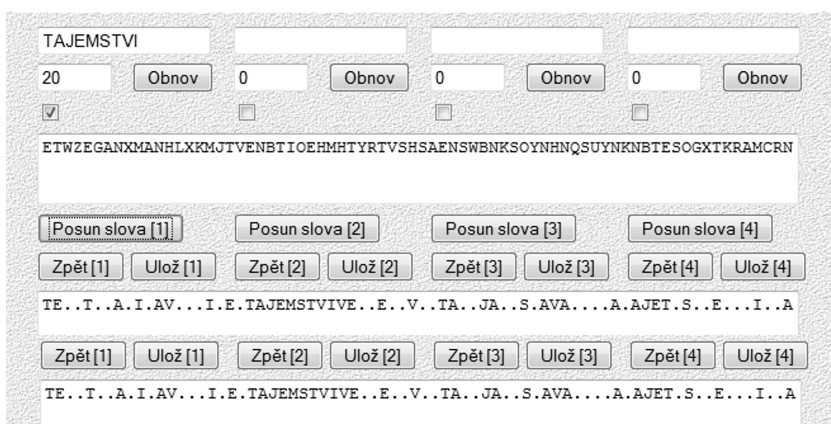 TAJEMSTVI
20 Obnov 0 Obnov 0 Obnov 0 Obnov
ETWZEGANXMANHLXKMJTVENBTIOEHMHTYRTVSHSAENSWBNKSOYNHNQSUYNKNBTESOGXTKRAMCRN
Posun slova [1] Posun slova [2] Posun slova [3] Posun slova [4]
Zpět [1] Ulož [1] Zpět [2] Ulož [2] Zpět [3] Ulož [3] Zpět [4] Ulož [4]
TE..T..A.I.AV...I.E.TAJEMSTVIVE..E..V..TA..JA..S.AVA....A.AJET.S..E...I..A
Zpět [1] Ulož [1] Zpět [2] Ulož [2] Zpět [3] Ulož [3] Zpět [4] Ulož [4]
TE..T..A.I.AV...I.E.TAJEMSTVIVE..E..V..TA..JA..S.AVA....A.AJET.S..E...I..A